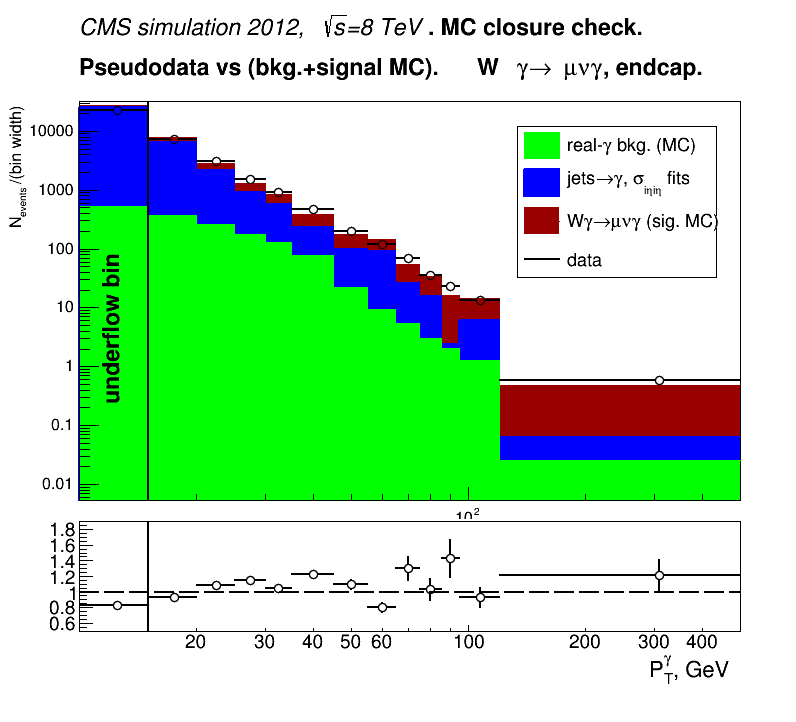 CMS simulation 2012, √s=8 TeV . MC closure check.
Pseudodata vs (bkg.+signal MC). W γ→ μνγ, endcap.
N_events /(bin width)
10000
1000
100
10
1
0.1
0.01
underflow bin
real-γ bkg. (MC)
jets→γ, σ_iηiη fits
Wγ→μνγ (sig. MC)
data
10²
1.8
1.6
1.4
1.2
1
0.8
0.6
20 30 40 50 60 100 200 300 400
P_T^γ, GeV